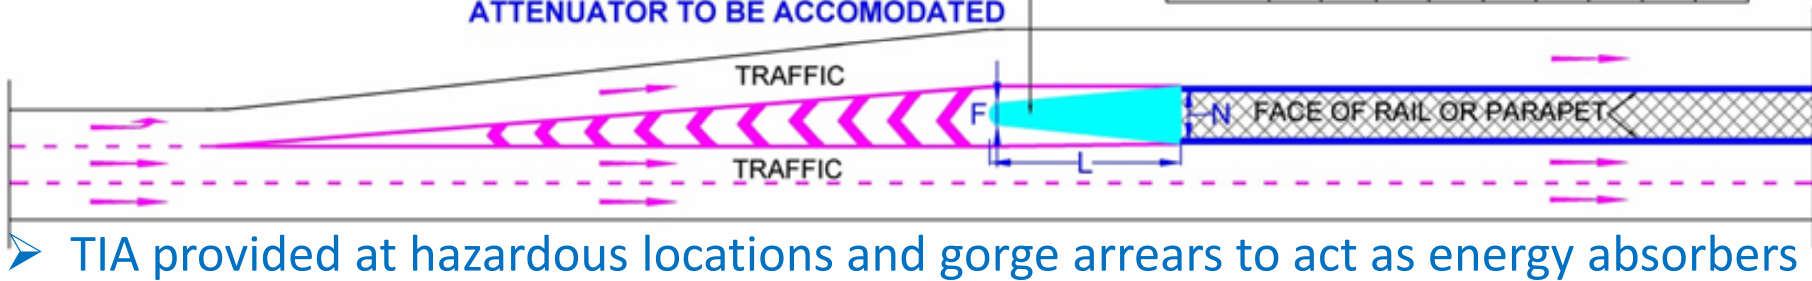 ATTENUATOR TO BE ACCOMODATED
TRAFFIC
F
N
FACE OF RAIL OR PARAPET
L
TRAFFIC
➢ TIA provided at hazardous locations and gorge arrears to act as energy absorbers